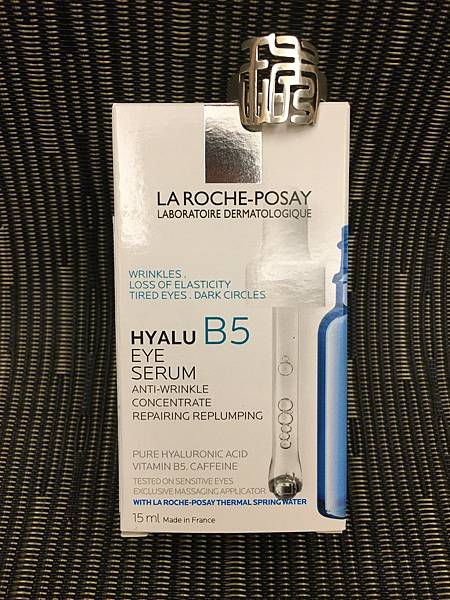 LA ROCHE-POSAY
LABORATOIRE DERMATOLOGIQUE
WRINKLES .
LOSS OF ELASTICITY
TIRED EYES . DARK CIRCLES
HYALU B5
EYE
SERUM
ANTI-WRINKLE
CONCENTRATE
REPAIRING REPLUMPING
PURE HYALURONIC ACID
VITAMIN B5. CAFFEINE
TESTED ON SENSITIVE EYES
EXCLUSIVE MASSAGING APPLICATOR
WITH LA ROCHE-POSAY THERMAL SPRING WATER
15 ml Made in France